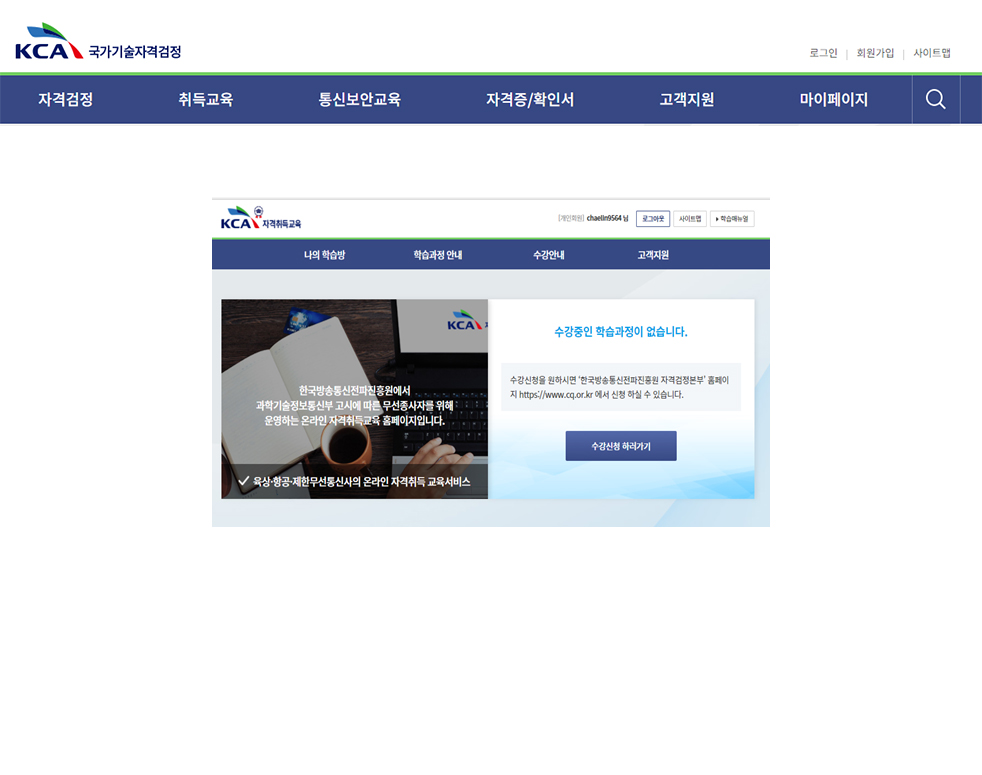 KCA 국가기술자격검정
로그인 | 회원가입 | 사이트맵
자격검정 취득교육 통신보안교육 자격증/확인서 고객지원 마이페이지
KCA 자격취득교육
[개인회원] chaelin9564 님 로그아웃 사이트맵 학습매뉴얼
나의 학습방 학습과정 안내 수강안내 고객지원
KCA
한국방송통신전파진흥원에서
과학기술정보통신부 고시에 따른 무선종사자를 위해
운영하는 온라인 자격취득교육 홈페이지입니다.
육상·항공·제한무선통신사의 온라인 자격취득 교육서비스
수강중인 학습과정이 없습니다.
수강신청을 원하시면 '한국방송통신전파진흥원 자격검정본부' 홈페이
지 https://www.cq.or.kr 에서 신청 하실 수 있습니다.
수강신청 하러가기